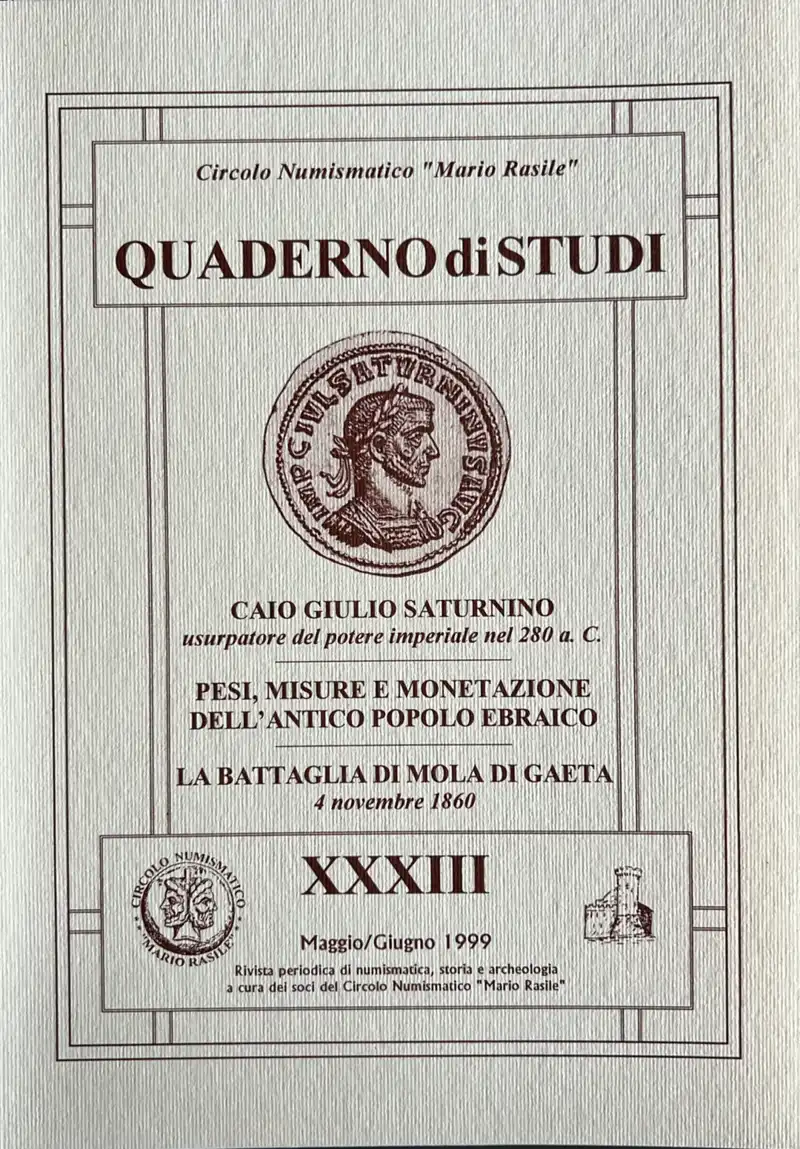 Circolo Numismatico "Mario Rasile"
QUADERNO di STUDI
IMP C IVL SATURNINVS AVG
CAIO GIULIO SATURNINO
usurpatore del potere imperiale nel 280 a. C.
PESI, MISURE E MONETAZIONE
DELL'ANTICO POPOLO EBRAICO
LA BATTAGLIA DI MOLA DI GAETA
4 novembre 1860
XXXIII
CIRCOLO NUMISMATICO
"MARIO RASILE"
Maggio/Giugno 1999
Rivista periodica di numismatica, storia e archeologia
a cura dei soci del Circolo Numismatico "Mario Rasile"